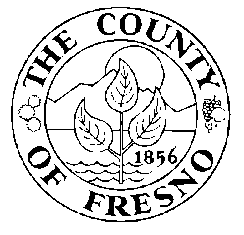 THE COUNTY
OF FRESNO
1856